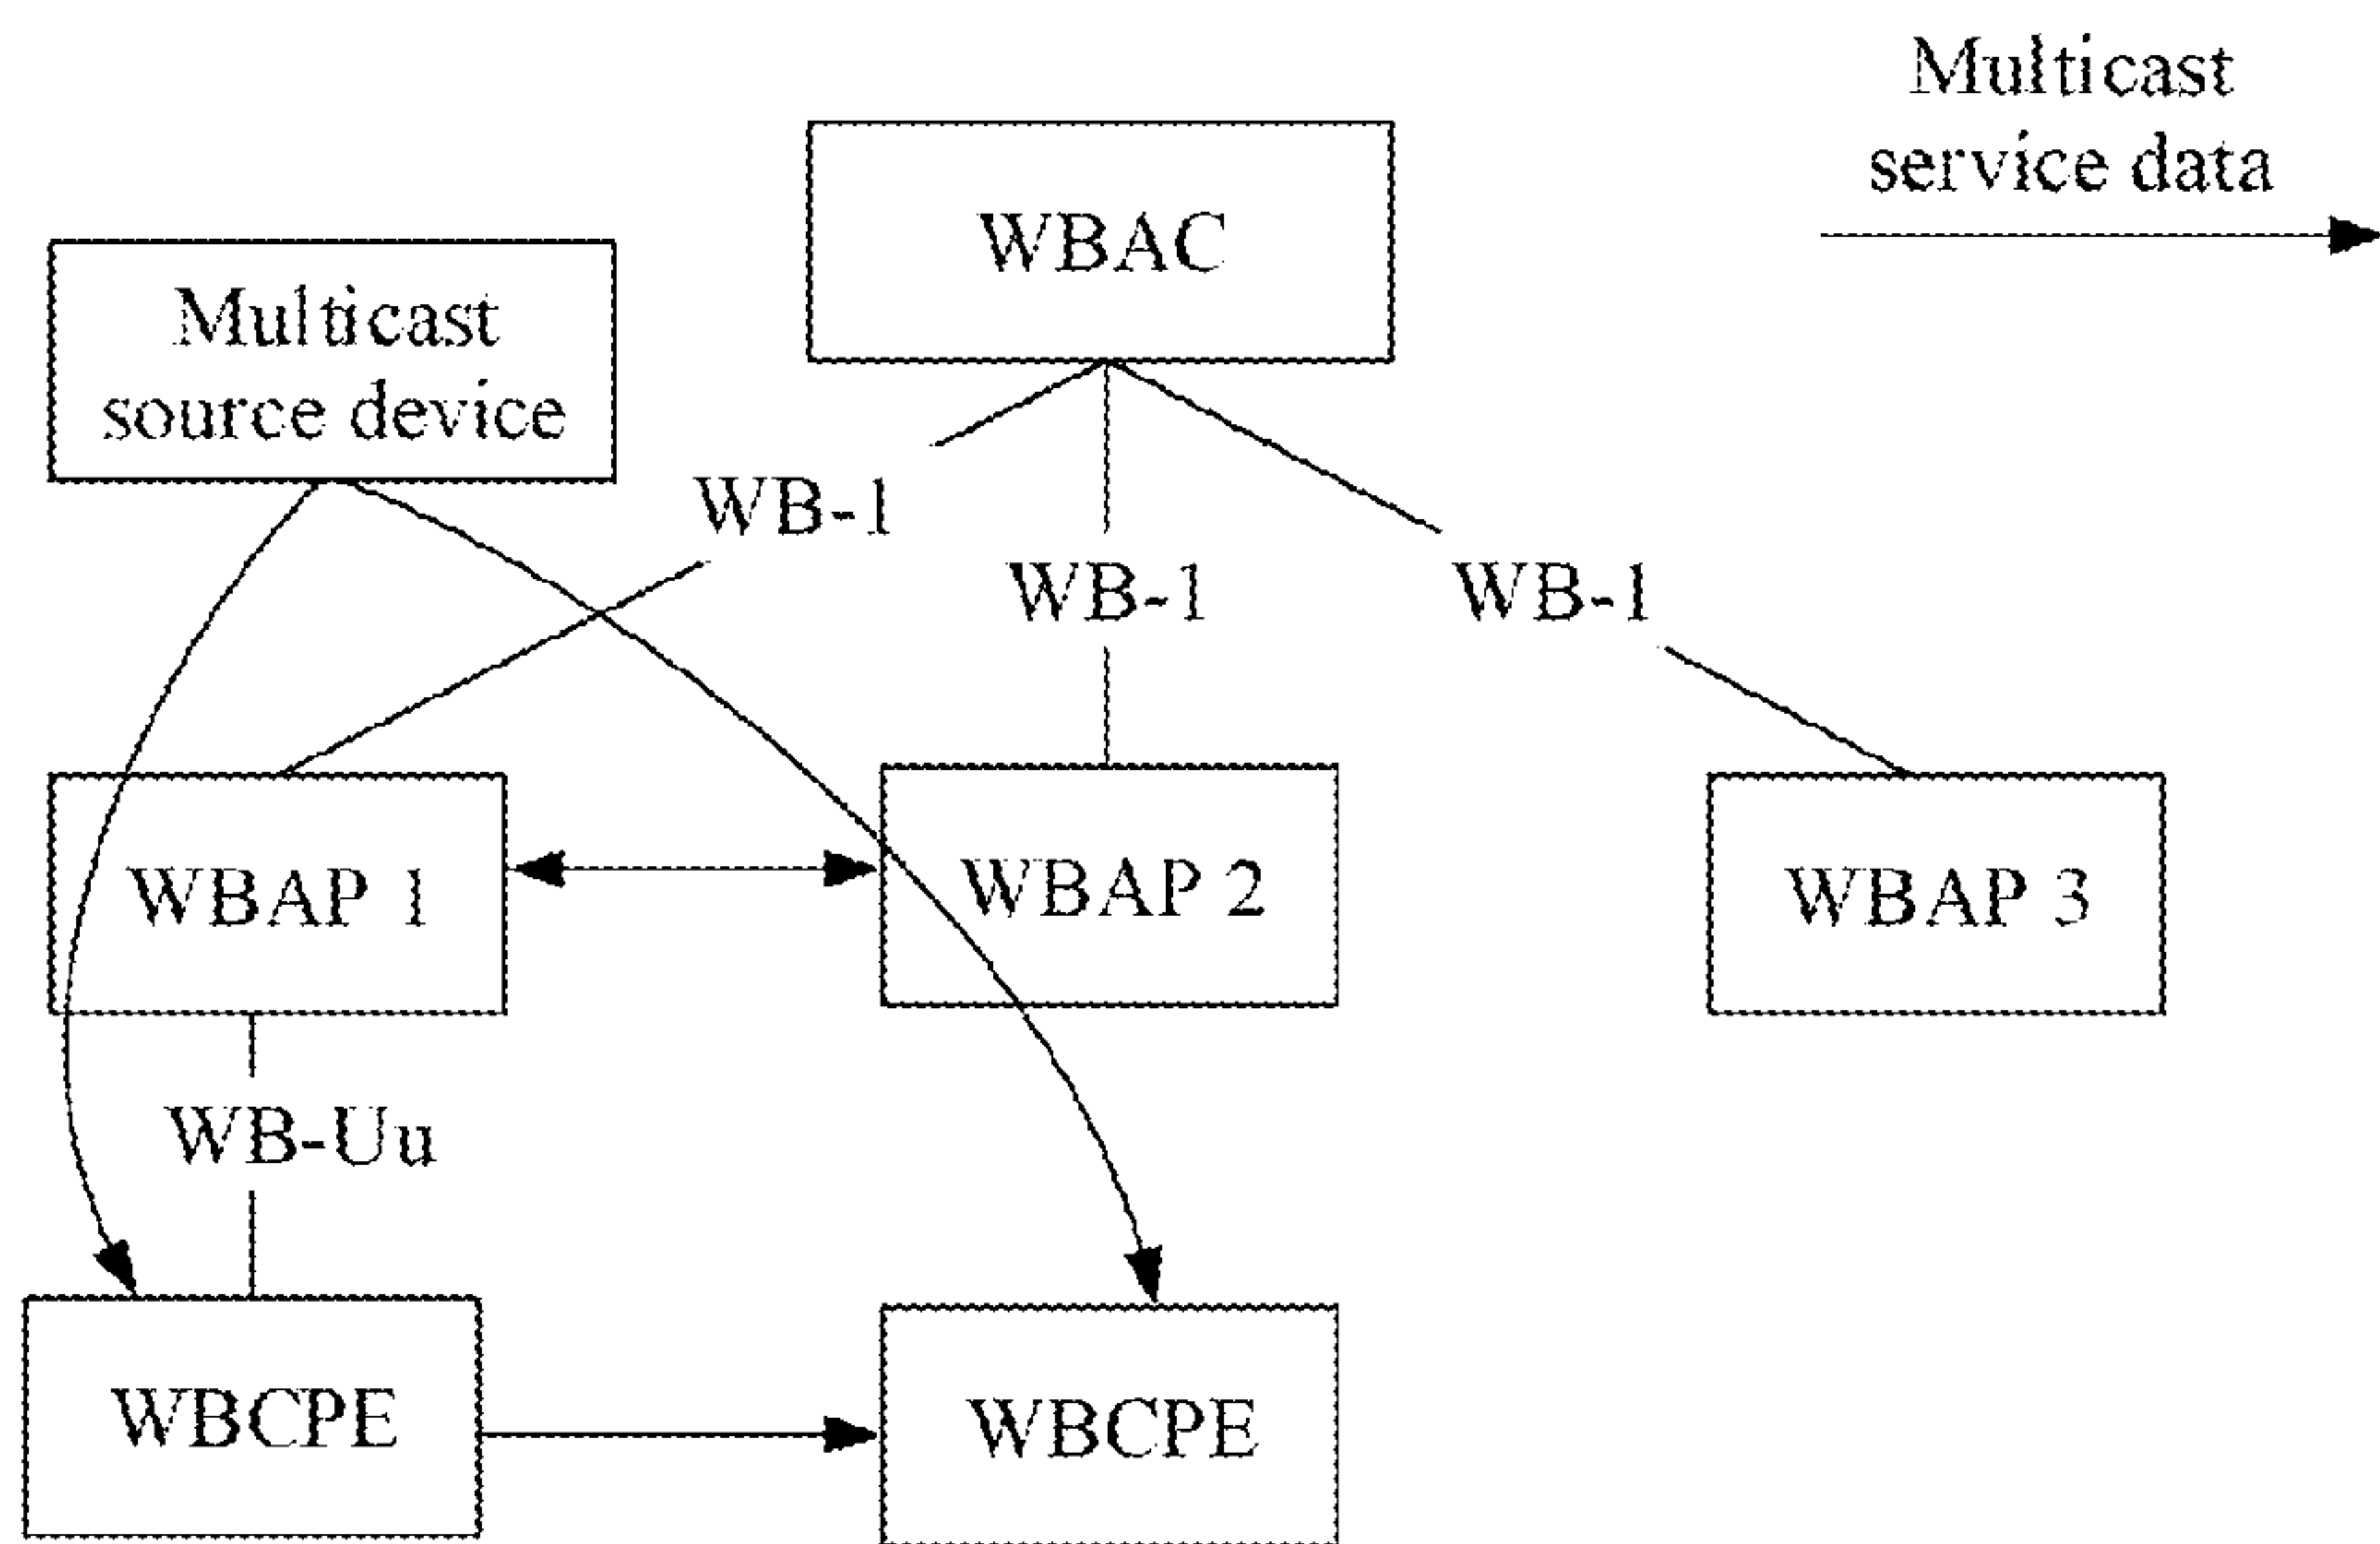 Multicast
service data
WBAC
Multicast
source device
WB-1
WB-1
WB-1
WBAP 1
WBAP 2
WBAP 3
WB-Uu
WBCPE
WBCPE